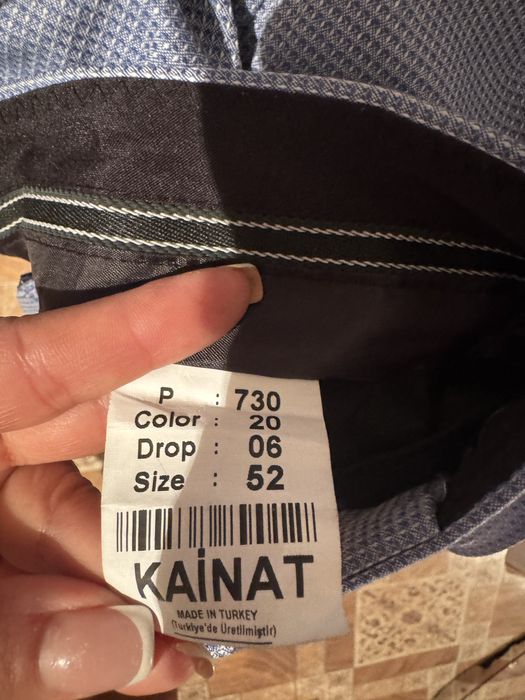 P : 730
Color : 20
Drop : 06
Size : 52
KAİNAT
MADE IN TURKEY
(Türkiye'de Üretilmiştir)